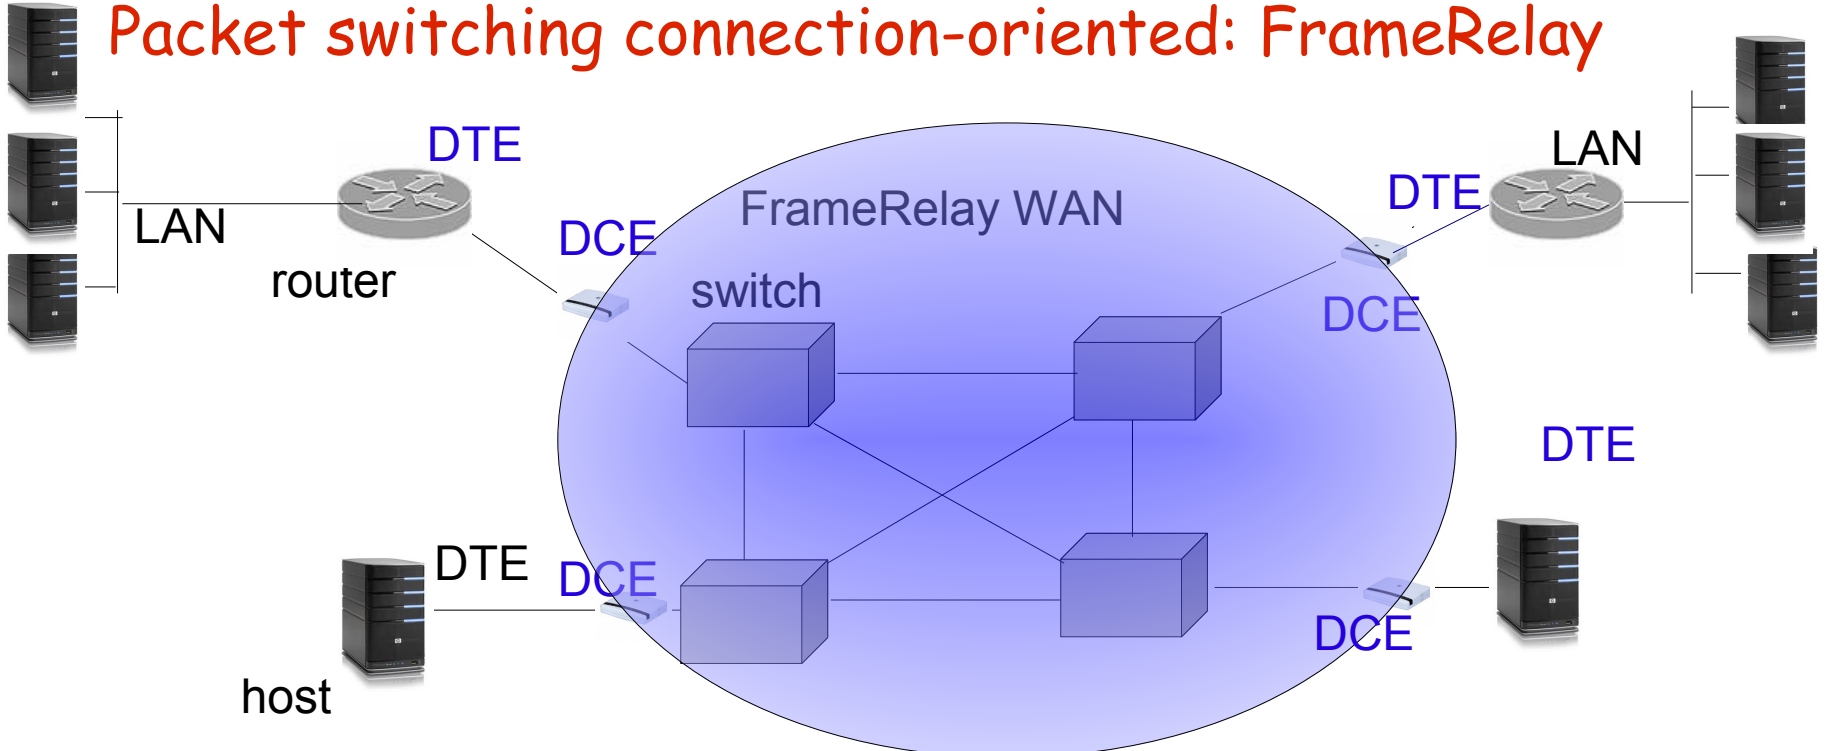 Packet switching connection-oriented: FrameRelay
DTE
LAN
DTE
FrameRelay WAN
LAN
DCE
router
switch
DCE
DTE
DTE
DCE
DCE
host